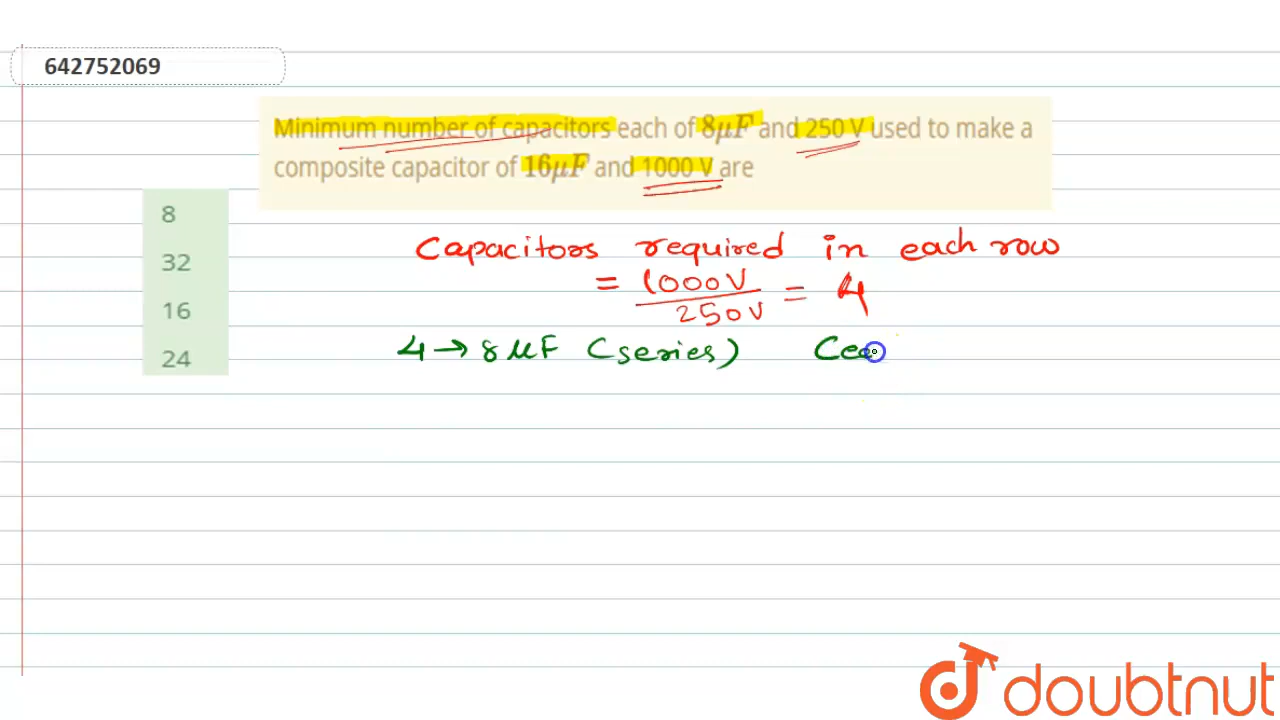 642752069
Minimum number of capacitors each of 8μF and 250 V used to make a
composite capacitor of 16μF and 1000 V are
8
32
16
24
Capacitors required in each row
= 1000V / 250V = 4
4 → 8 μF (series) Ceq
doubtnut